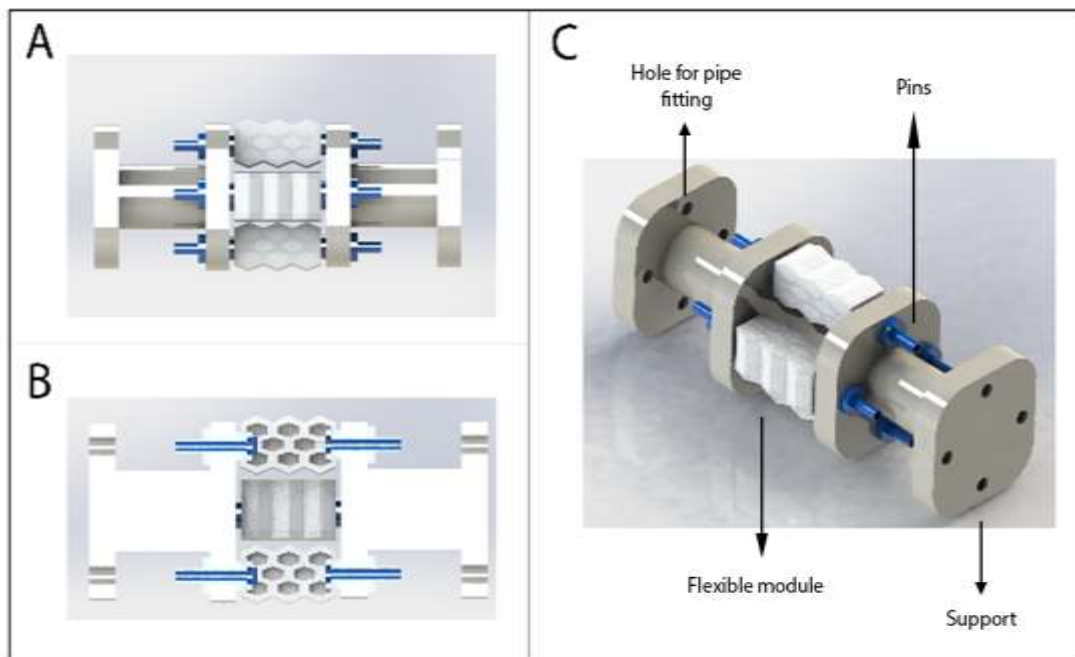 A
B
C
Hole for pipe
fitting
Pins
Flexible module
Support